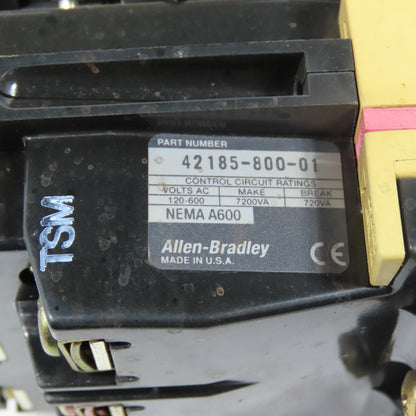 PART NUMBER
42185-800-01
CONTROL CIRCUIT RATINGS
VOLTS AC MAKE BREAK
120-600 7200VA 720VA
NEMA A600
Allen-Bradley
MADE IN U.S.A.
CE
TSM